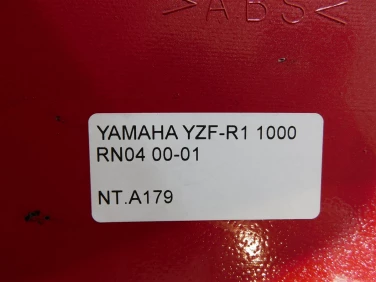 >ABS<
YAMAHA YZF-R1 1000
RN04 00-01
NT.A179